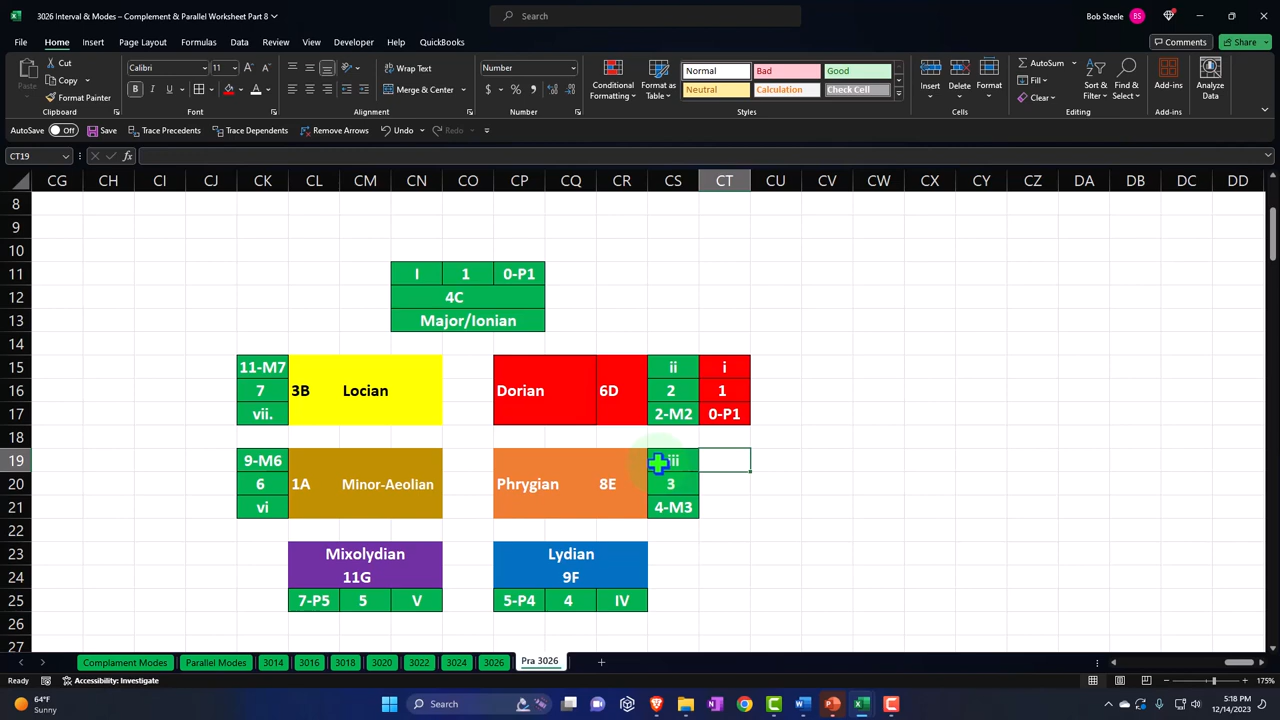 3026 Interval & Modes – Complement & Parallel Worksheet Part 8
Search
Bob Steele
BS
File Home Insert Page Layout Formulas Data Review View Developer Help QuickBooks
Comments
Share
Paste
Cut
Copy
Format Painter
Clipboard
Calibri
11
B I U
Font
Wrap Text
Merge & Center
Alignment
Number
$ % ,
Number
Conditional Formatting
Format as Table
Normal Bad Good
Neutral Calculation Check Cell
Styles
Insert Delete Format
Cells
AutoSum
Fill
Clear
Sort & Filter
Find & Select
Editing
Add-ins
Add-ins
Analyze Data
AutoSave Off Save Trace Precedents Trace Dependents Remove Arrows Undo Redo
CT19
fx
CG CH CI CJ CK CL CM CN CO CP CQ CR CS CT CU CV CW CX CY CZ DA DB DC DD
8
9
10
11 I 1 0-P1
12 4C
13 Major/Ionian
14
15 11-M7 ii i
16 7 3B Locian Dorian 6D 2 1
17 vii. 2-M2 0-P1
18
19 9-M6 iii
20 6 1A Minor-Aeolian Phrygian 8E 3
21 vi 4-M3
22
23 Mixolydian Lydian
24 11G 9F
25 7-P5 5 V 5-P4 4 IV
26
27
Complament Modes Parallel Modes 3014 3016 3018 3020 3022 3024 3026 Pra 3026
Ready
Accessibility: Investigate
175%
64°F
Sunny
Search
5:18 PM
12/14/2023